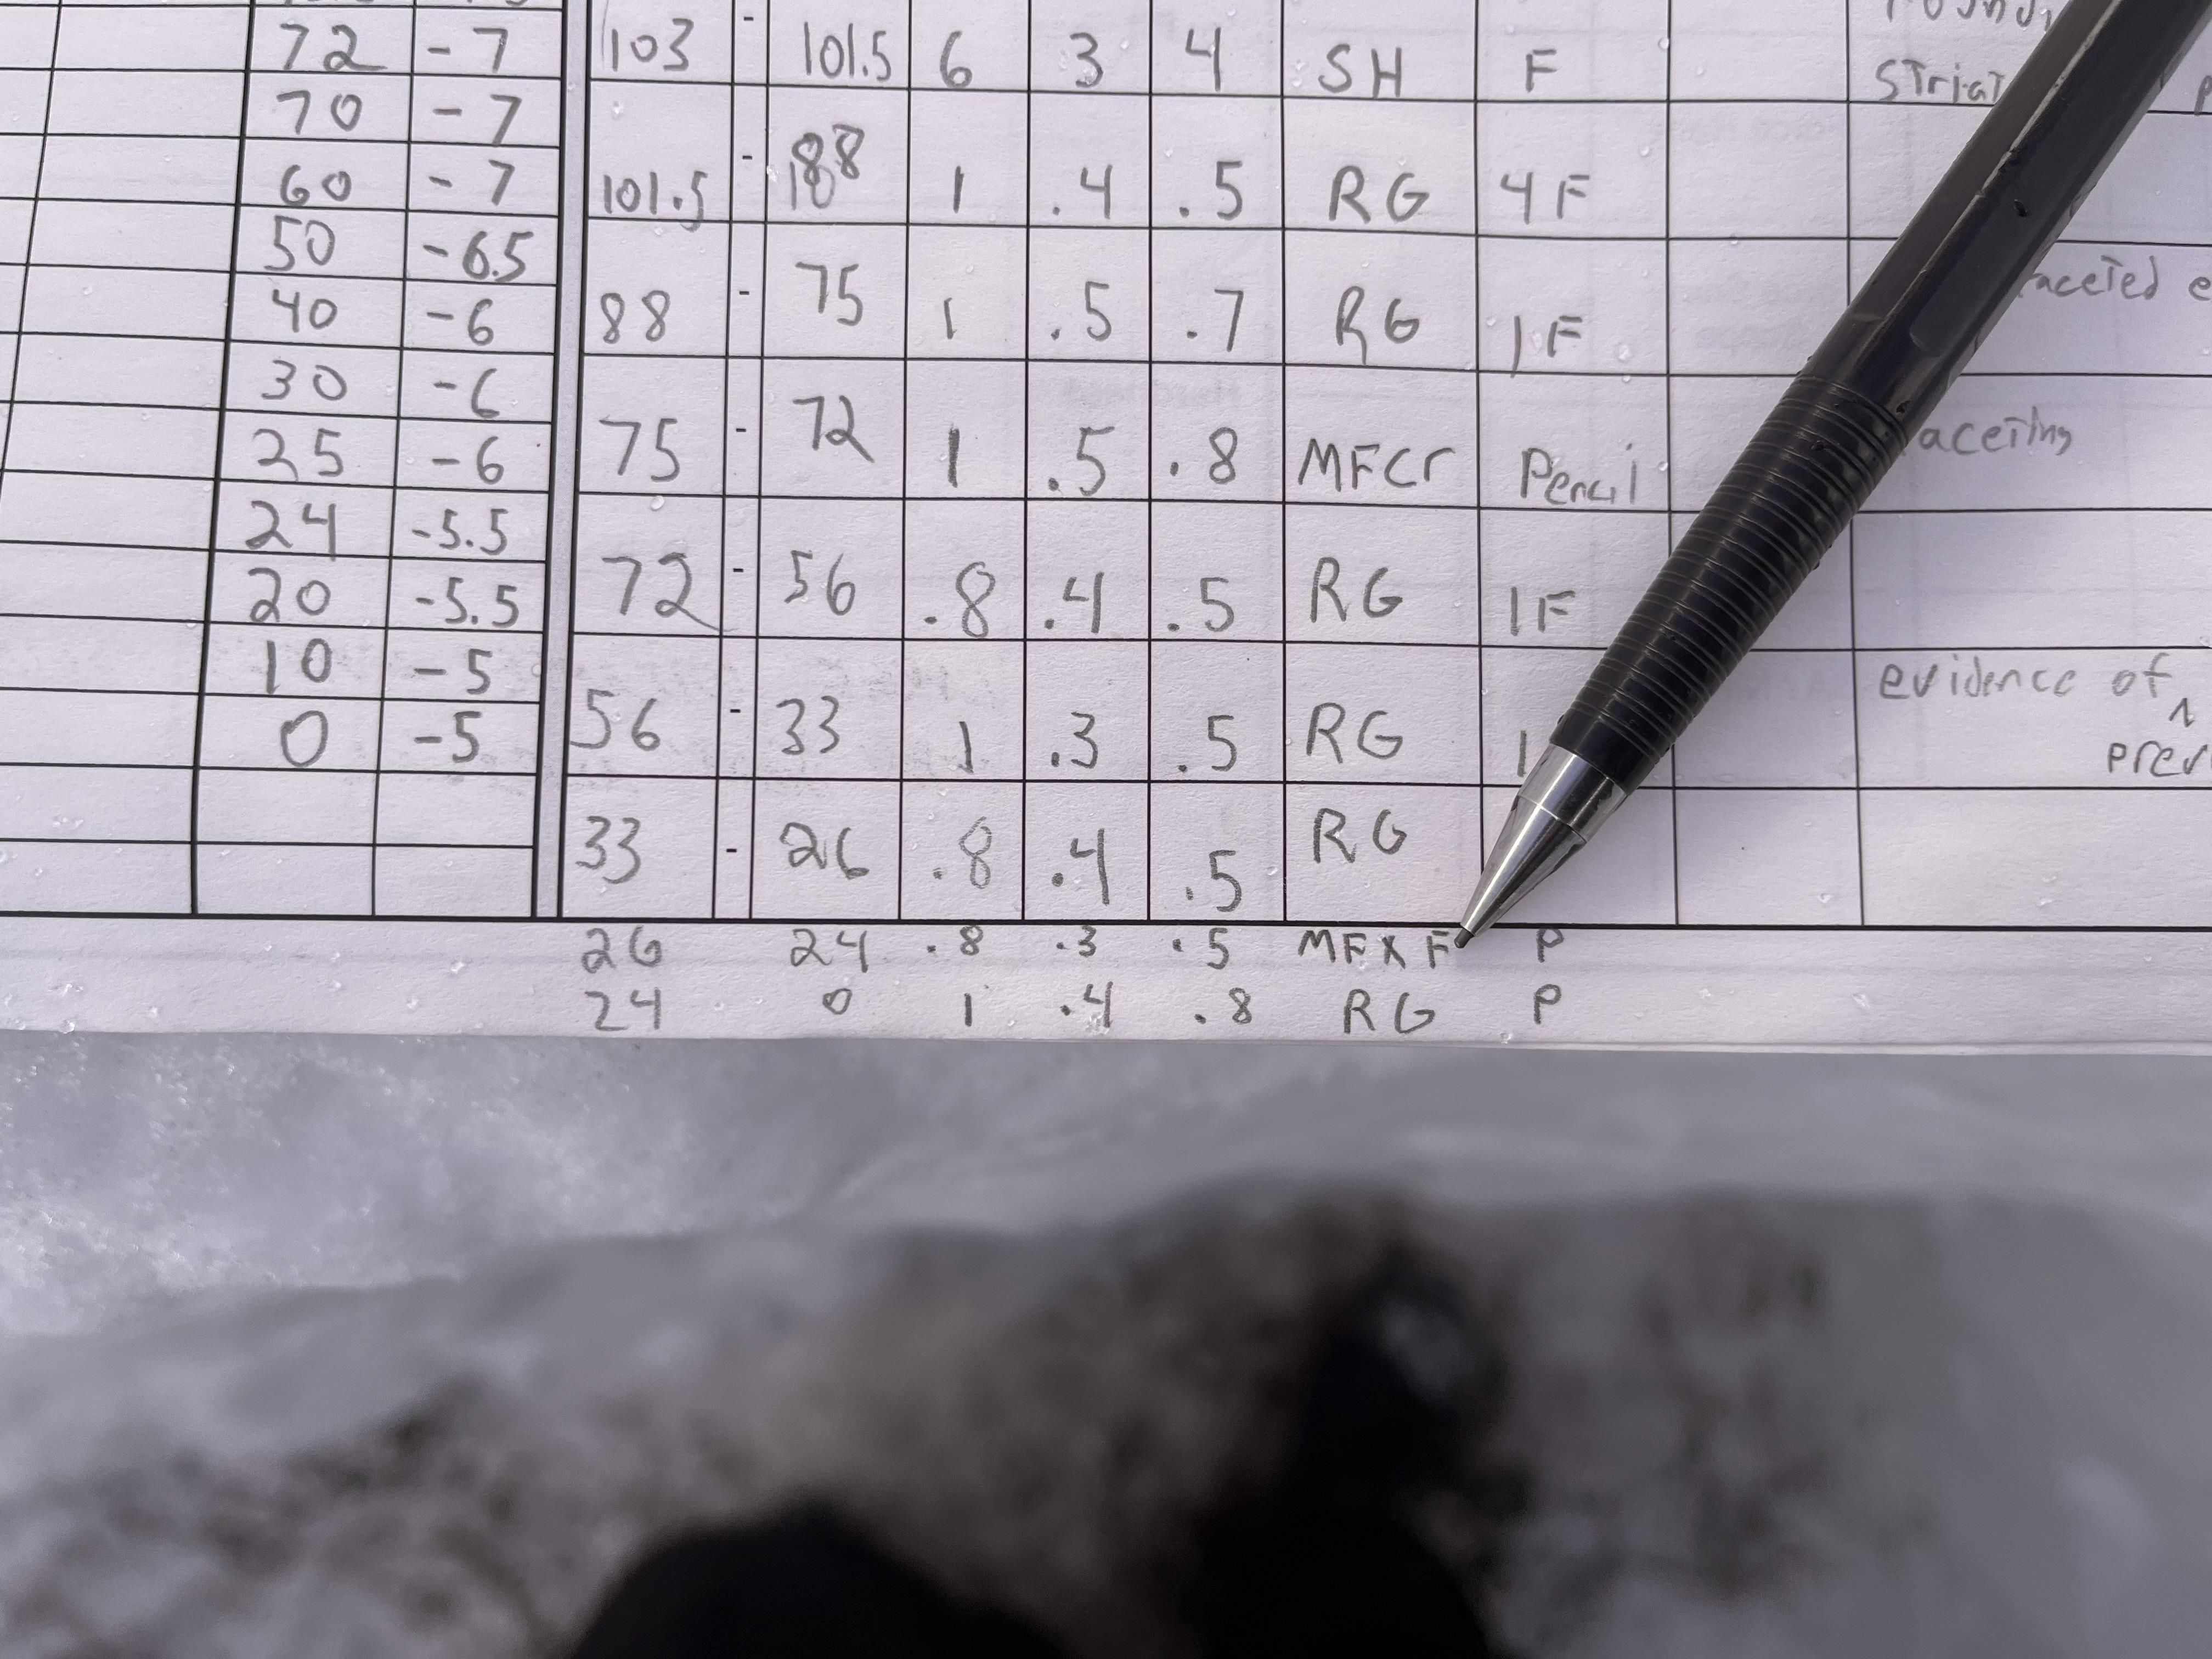 72 -7 103 - 101.5 6 3 4 SH F Striat
70 -7
60 -7 101.5 - 88 1 .4 .5 RG 4F
50 -6.5
40 -6 88 - 75 1 .5 .7 RG 1F
30 -6
25 -6 75 - 72 1 .5 .8 MFcr Pencil
24 -5.5
20 -5.5 72 - 56 .8 .4 .5 RG 1F
10 -5
0 -5 56 - 33 1 .3 .5 RG 1 evidence of
33 - 26 .8 .4 .5 RG
26 24 .8 .3 .5 MFxF P
24 0 1 .4 .8 RG P